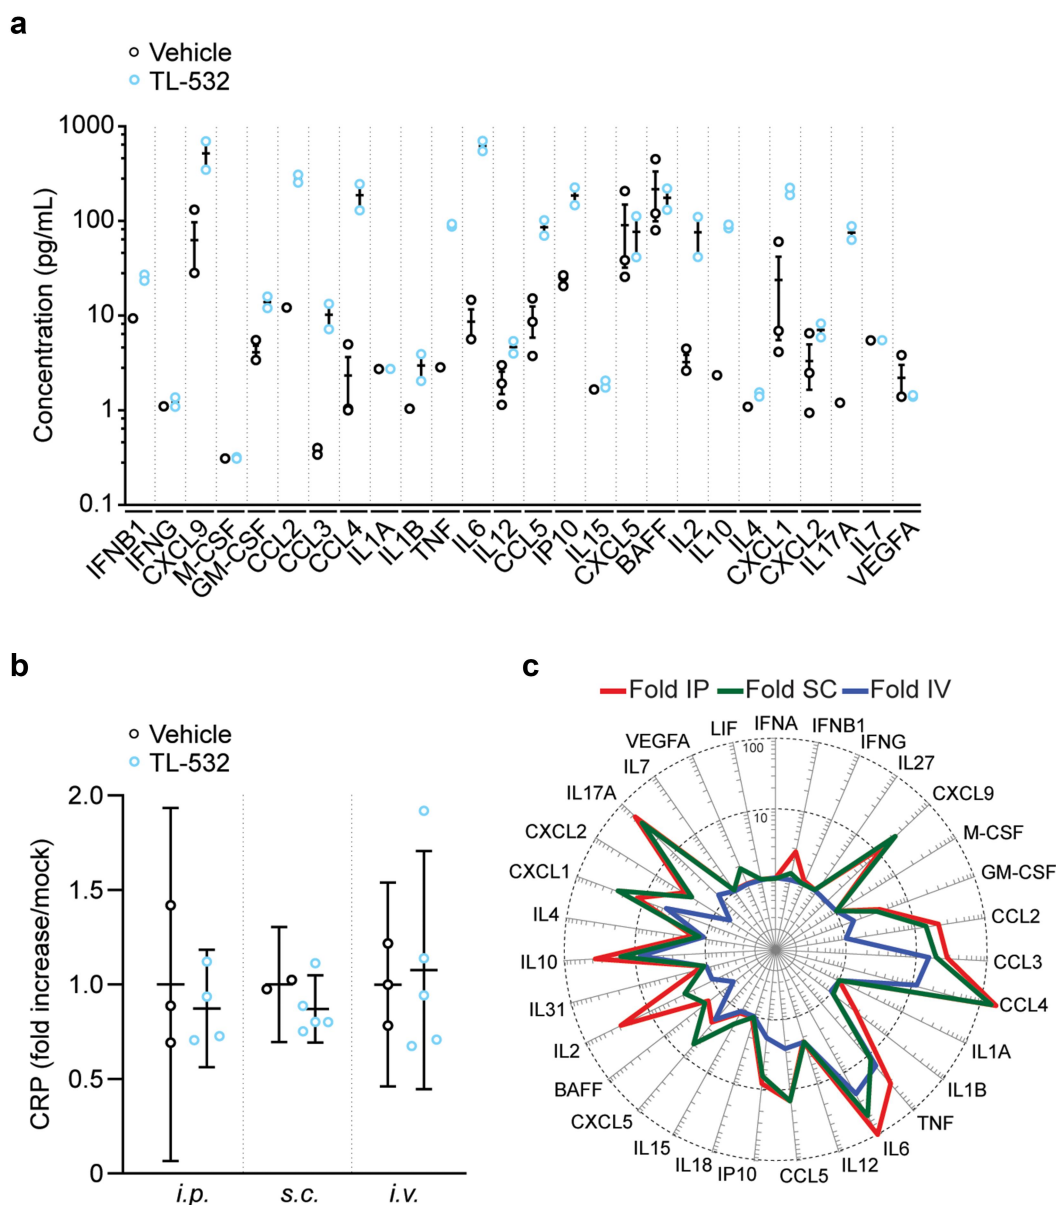 a
Vehicle
TL-532
Concentration (pg/mL)
1000
100
10
1
0.1
IFNB1
IFNG
CXCL9
M-CSF
GM-CSF
CCL2
CCL3
CCL4
IL1A
IL1B
TNF
IL6
IL12
CCL5
IP10
IL15
CXCL5
BAFF
IL2
IL10
IL4
CXCL1
CXCL2
IL17A
IL7
VEGFA
b
Vehicle
TL-532
CRP (fold increase/mock)
2.0
1.5
1.0
0.5
0
i.p.
s.c.
i.v.
c
Fold IP
Fold SC
Fold IV
100
10
IFNA
IFNB1
IFNG
IL27
CXCL9
M-CSF
GM-CSF
CCL2
CCL3
CCL4
IL1A
IL1B
TNF
IL6
IL12
CCL5
IP10
IL18
IL15
CXCL5
BAFF
IL2
IL31
IL10
IL4
CXCL1
CXCL2
IL17A
IL7
VEGFA
LIF